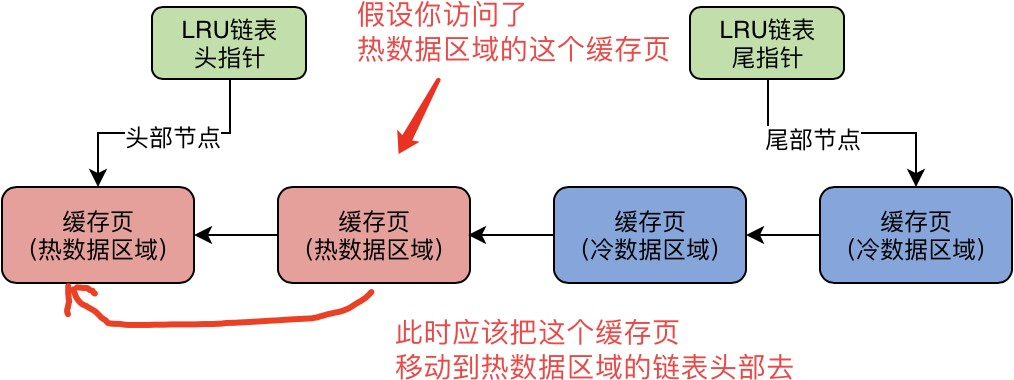 LRU链表
头指针
假设你访问了
热数据区域的这个缓存页
LRU链表
尾指针
头部节点
尾部节点
缓存页
(热数据区域)
缓存页
(热数据区域)
缓存页
(冷数据区域)
缓存页
(冷数据区域)
此时应该把这个缓存页
移动到热数据区域的链表头部去